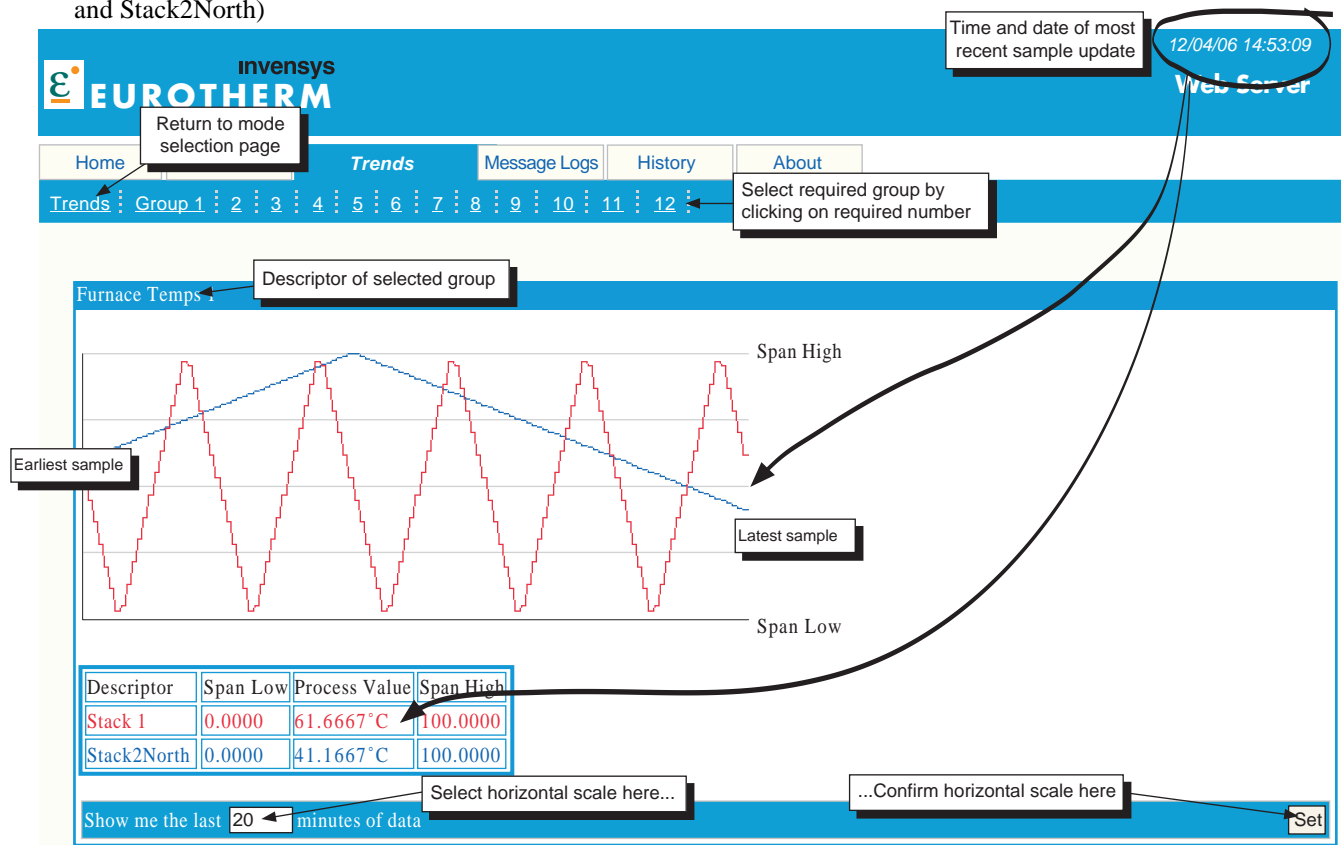 and Stack2North)
Time and date of most
recent sample update
12/04/06 14:53:09
Web Server
invensys
EUROTHERM
Return to mode
selection page
Home
Trends
Message Logs
History
About
Trends Group 1 2 3 4 5 6 7 8 9 10 11 12
Select required group by
clicking on required number
Descriptor of selected group
Furnace Temps 1
Span High
Earliest sample
Latest sample
Span Low
Descriptor Span Low Process Value Span High
Stack 1 0.0000 61.6667°C 100.0000
Stack2North 0.0000 41.1667°C 100.0000
Select horizontal scale here...
...Confirm horizontal scale here
Show me the last 20 minutes of data
Set